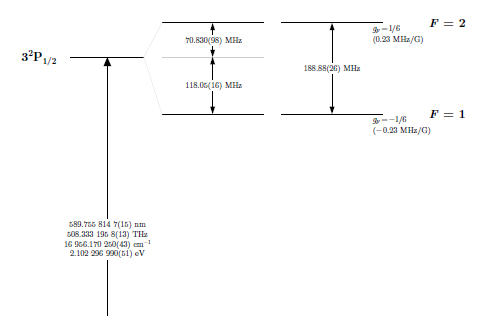 F = 2
g_F=1/6
(0.23 MHz/G)
70.830(98) MHz
3²P₁/₂
188.88(26) MHz
118.05(16) MHz
F = 1
g_F=−1/6
(−0.23 MHz/G)
589.755 814 7(15) nm
508.333 195 8(13) THz
16 956.170 250(43) cm⁻¹
2.102 296 990(51) eV